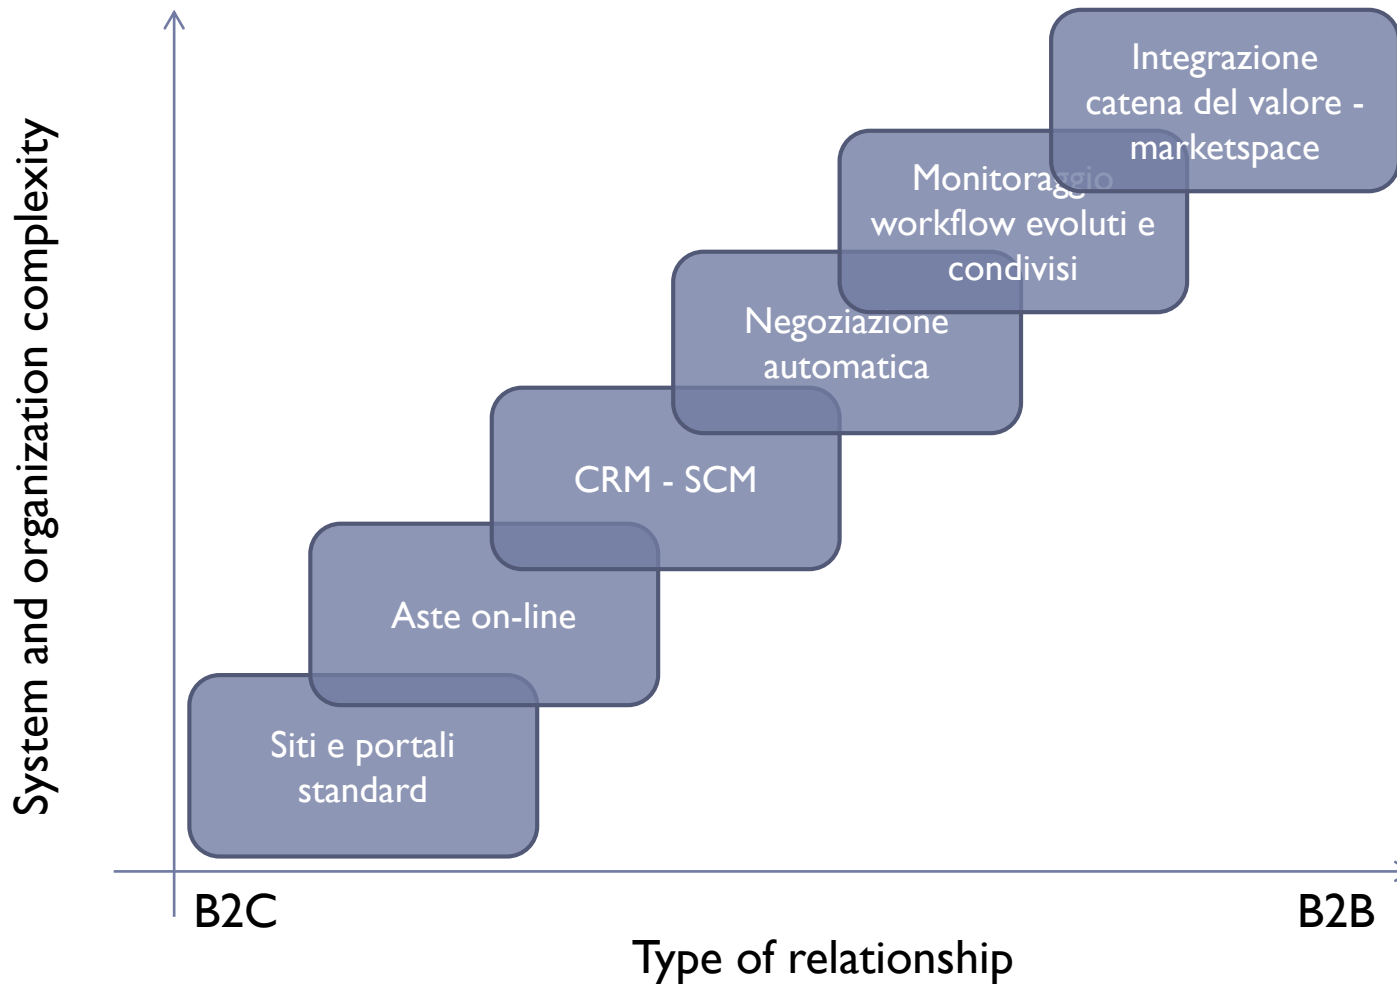 System and organization complexity
Integrazione
catena del valore -
marketspace
Monitoraggio
workflow evoluti e
condivisi
Negoziazione
automatica
CRM - SCM
Aste on-line
Siti e portali
standard
B2C
B2B
Type of relationship